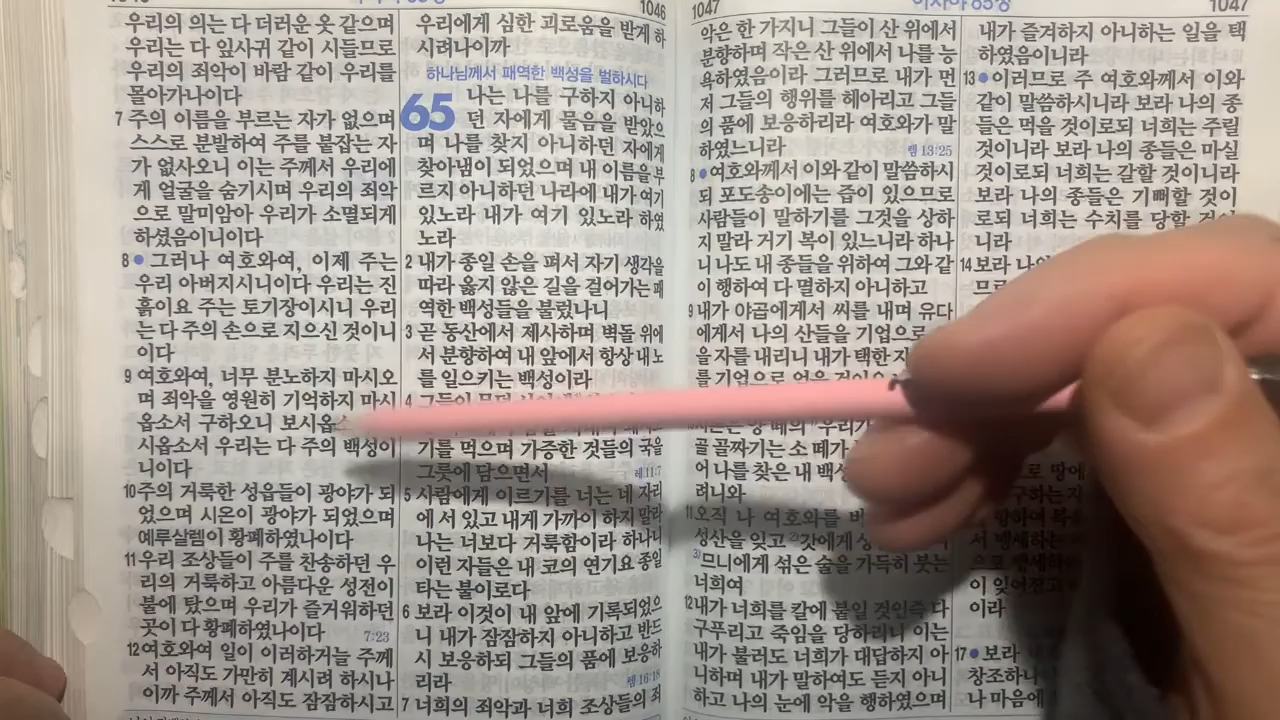 1046
우리의 의는 다 더러운 옷 같으며
우리는 다 잎사귀 같이 시들므로
우리의 죄악이 바람 같이 우리를
몰아가나이다
7 주의 이름을 부르는 자가 없으며
스스로 분발하여 주를 붙잡는 자
가 없사오니 이는 주께서 우리에
게 얼굴을 숨기시며 우리의 죄악
으로 말미암아 우리가 소멸되게
하셨음이니이다
8 ● 그러나 여호와여, 이제 주는
우리 아버지시니이다 우리는 진
흙이요 주는 토기장이시니 우리
는 다 주의 손으로 지으신 것이니
이다
9 여호와여, 너무 분노하지 마시오
며 죄악을 영원히 기억하지 마시
옵소서 구하오니 보시옵소
시옵소서 우리는 다 주의 백성이
니이다
10 주의 거룩한 성읍들이 광야가 되
었으며 시온이 광야가 되었으며
예루살렘이 황폐하였나이다
11 우리 조상들이 주를 찬송하던 우
리의 거룩하고 아름다운 성전이
불에 탔으며 우리가 즐거워하던
곳이 다 황폐하였나이다 7:23
12 여호와여 일이 이러하거늘 주께
서 아직도 가만히 계시려 하시나
이까 주께서 아직도 잠잠하시고
우리에게 심한 괴로움을 받게 하
시려나이까
하나님께서 패역한 백성을 벌하시다
65 나는 나를 구하지 아니하
던 자에게 물음을 받았으
며 나를 찾지 아니하던 자에게
찾아냄이 되었으며 내 이름을 부
르지 아니하던 나라에 내가 여기
있노라 내가 여기 있노라 하였
노라
2 내가 종일 손을 펴서 자기 생각을
따라 옳지 않은 길을 걸어가는 패
역한 백성들을 불렀나니
3 곧 동산에서 제사하며 벽돌 위에
서 분향하여 내 앞에서 항상 내 노
를 일으키는 백성이라
4 그들이
기를 먹으며 가증한 것들의 국을
그릇에 담으면서 레 11:7
5 사람에게 이르기를 너는 네 자리
에 서 있고 내게 가까이 하지 말라
나는 너보다 거룩함이라 하나니
이런 자들은 내 코의 연기요 종일
타는 불이로다
6 보라 이것이 내 앞에 기록되었으
니 내가 잠잠하지 아니하고 반드
시 보응하되 그들의 품에 보응하
리라 렘 16:18
7 너희의 죄악과 너희 조상들의 죄
1047
1047
악은 한 가지니 그들이 산 위에서
분향하며 작은 산 위에서 나를 능
욕하였음이라 그러므로 내가 먼
저 그들의 행위를 헤아리고 그들
의 품에 보응하리라 여호와가 말
하였느니라 렘 13:25
8 ● 여호와께서 이와 같이 말씀하시
되 포도송이에는 즙이 있으므로
사람들이 말하기를 그것을 상하
지 말라 거기 복이 있느니라 하나
니 나도 내 종들을 위하여 그와 같
이 행하여 다 멸하지 아니하고
9 내가 야곱에게서 씨를 내며 유다
에게서 나의 산들을 기업으로
을 자를 내리니 내가 택한
를 기업으로
골 골짜기는 소 떼가
어 나를 찾은 내 백성
려니와
11 오직 나 여호와를
성산을 잊고 2)갓에게
3)므니에게 섞은 술을 가득히 붓는
너희여
12 내가 너희를 칼에 붙일 것인즉 다
구푸리고 죽임을 당하리니 이는
내가 불러도 너희가 대답하지 아
니하며 내가 말하여도 듣지 아니
하고 나의 눈에 악을 행하였으며
내가 즐겨하지 아니하는 일을 택
하였음이니라
13 ● 이러므로 주 여호와께서 이와
같이 말씀하시니라 보라 나의 종
들은 먹을 것이로되 너희는 주릴
것이니라 보라 나의 종들은 마실
것이로되 너희는 갈할 것이니라
보라 나의 종들은 기뻐할 것이
로되 너희는 수치를 당할 것이
니라
14 보라
므로
로 땅에
구하는
이 잊어졌고
이라
17 ● 보라
창조하
나 마음에